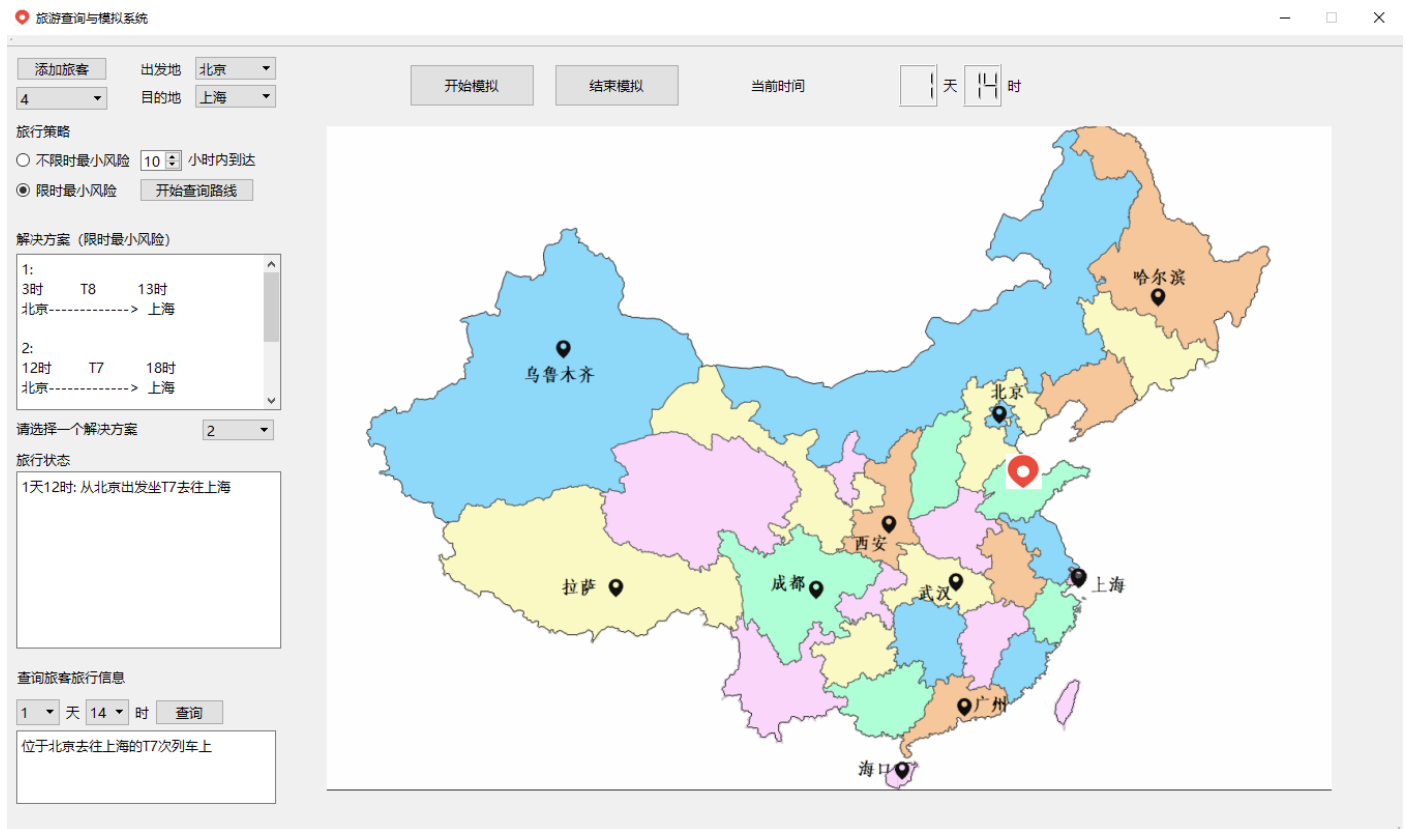 旅游查询与模拟系统
添加旅客 出发地 北京
4 目的地 上海
开始模拟 结束模拟 当前时间 1 天 14 时
旅行策略
不限时最小风险 10 小时内到达
限时最小风险 开始查询路线
解决方案（限时最小风险）
1:
3时 T8 13时
北京-------------> 上海
2:
12时 T7 18时
北京-------------> 上海
请选择一个解决方案 2
旅行状态
1天12时: 从北京出发坐T7去往上海
查询旅客旅行信息
1 天 14 时 查询
位于北京去往上海的T7次列车上
哈尔滨
乌鲁木齐
北京
西安
拉萨
成都
武汉
上海
广州
海口